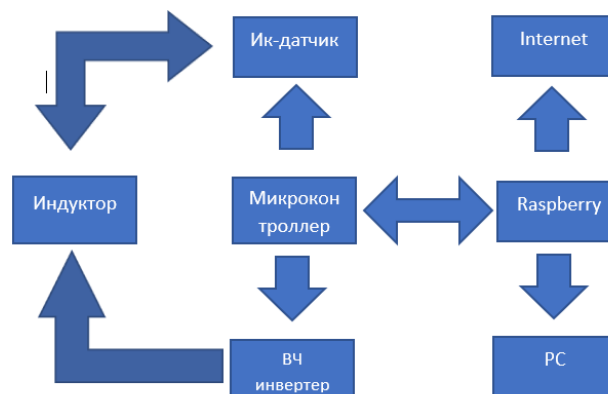 Ик-датчик
Internet
Индуктор
Микрокон
троллер
Raspberry
ВЧ
инвертер
PC